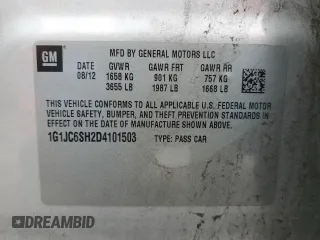 GM
MFD BY GENERAL MOTORS LLC
DATE GVWR GAWR FRT GAWR RR
08/12 1658 KG 901 KG 757 KG
3655 LB 1987 LB 1668 LB
THIS VEHICLE CONFORMS TO ALL APPLICABLE U.S. FEDERAL MOTOR
VEHICLE SAFETY, BUMPER, AND THEFT PREVENTION STANDARDS
IN EFFECT ON THE DATE OF MANUFACTURE SHOWN ABOVE.
1G1JC6SH2D4101503 TYPE: PASS CAR
© DREAMBID.COM